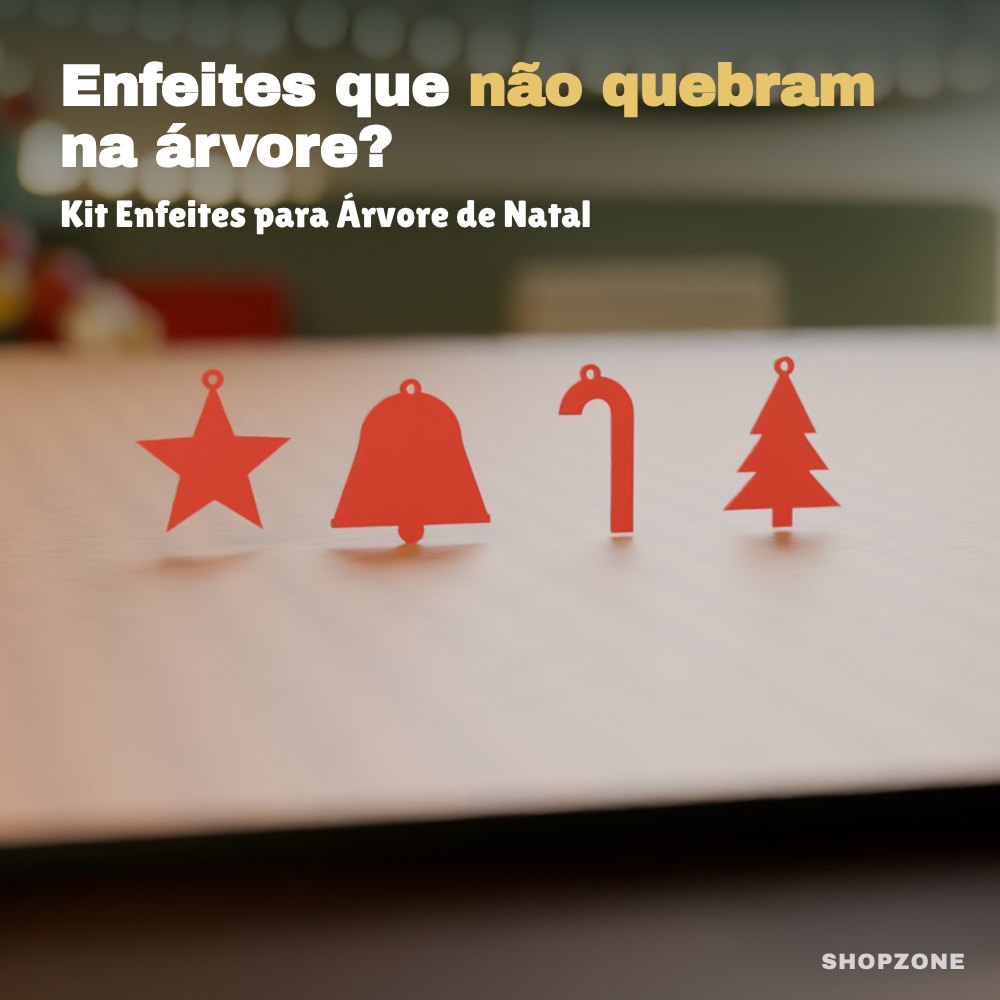 Enfeites que não quebram
na árvore?
Kit Enfeites para Árvore de Natal
SHOPZONE